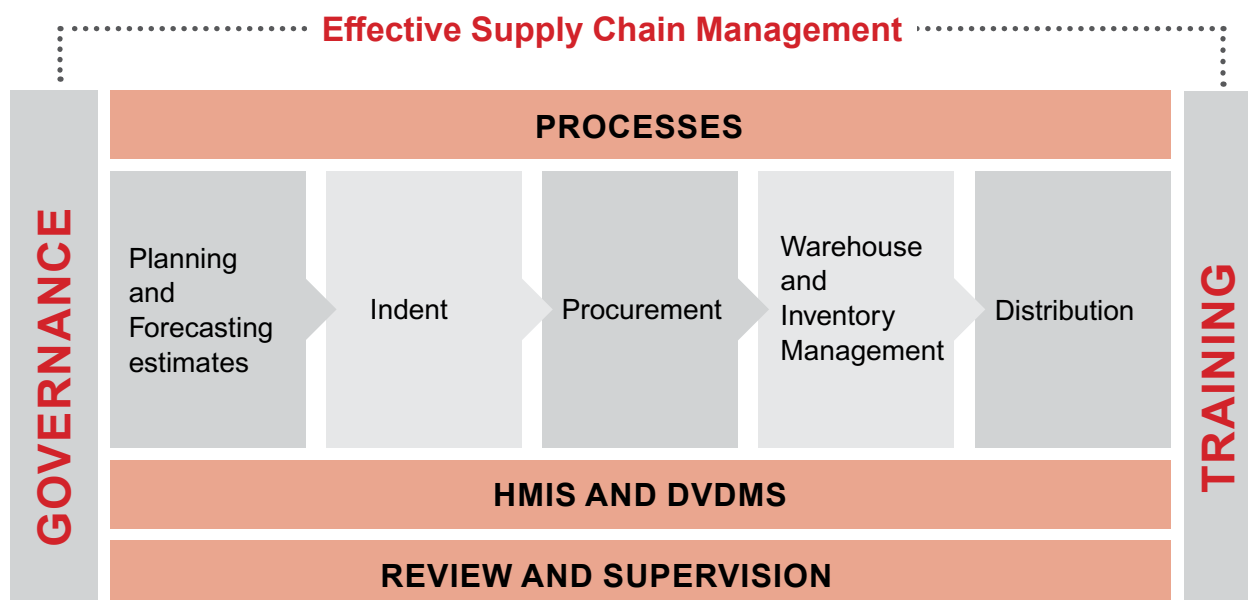 Effective Supply Chain Management
GOVERNANCE
PROCESSES
Planning
and
Forecasting
estimates
Indent
Procurement
Warehouse
and
Inventory
Management
Distribution
HMIS AND DVDMS
REVIEW AND SUPERVISION
TRAINING